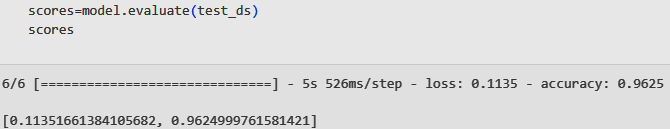 scores=model.evaluate(test_ds)
scores
6/6 [==============================] - 5s 526ms/step - loss: 0.1135 - accuracy: 0.9625
[0.11351661384105682, 0.9624999761581421]